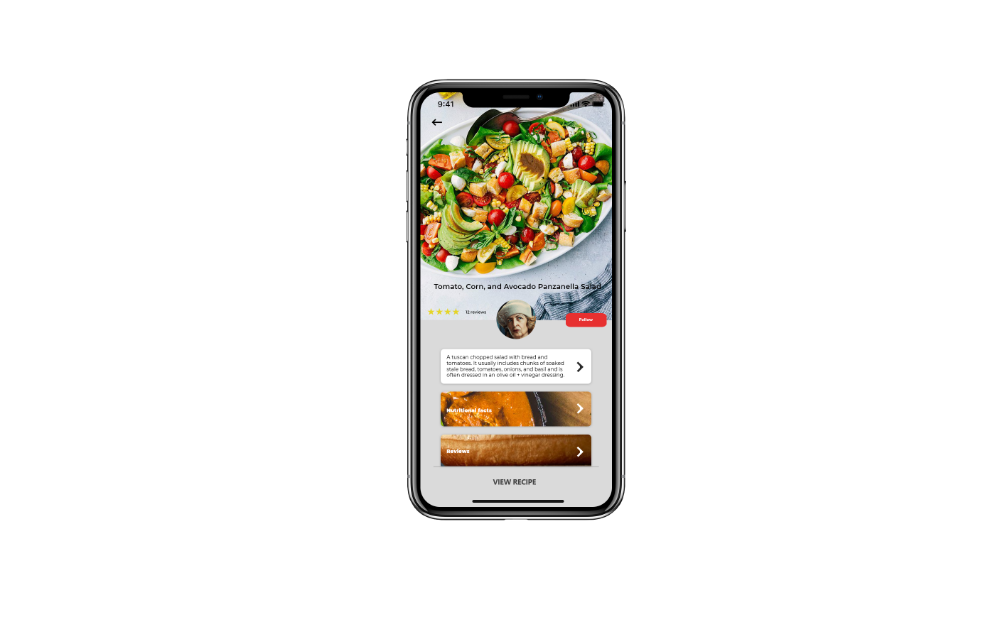 9:41
Tomato, Corn, and Avocado Panzanella Salad
12 reviews
Follow
A tuscan chopped salad with bread and
tomatoes. It usually includes chunks of soaked
stale bread, tomatoes, onions, and basil and is
often dressed in an olive oil + vinegar dressing.
Nutritional facts
Reviews
VIEW RECIPE